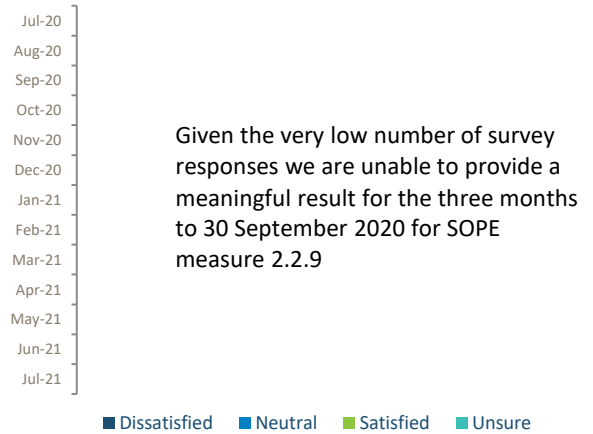 Jul-20
Aug-20
Sep-20
Oct-20
Nov-20
Dec-20
Jan-21
Feb-21
Mar-21
Apr-21
May-21
Jun-21
Jul-21
Given the very low number of survey
responses we are unable to provide a
meaningful result for the three months
to 30 September 2020 for SOPE
measure 2.2.9
Dissatisfied Neutral Satisfied Unsure